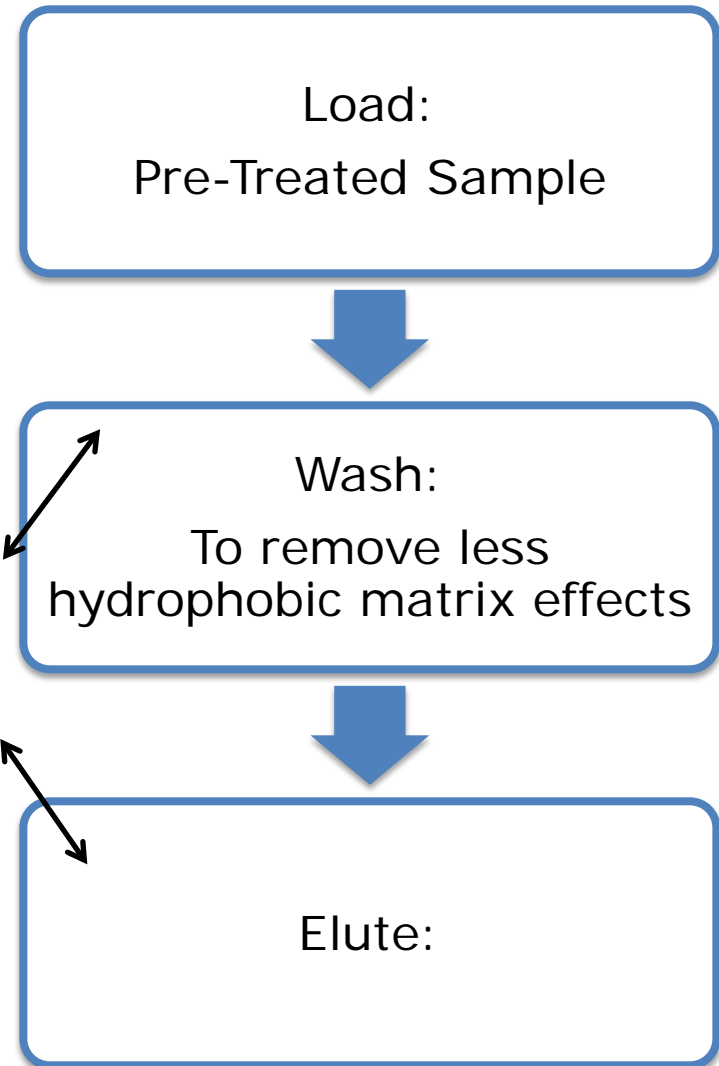 Load:
Pre-Treated Sample
Wash:
To remove less
hydrophobic matrix effects
Elute: